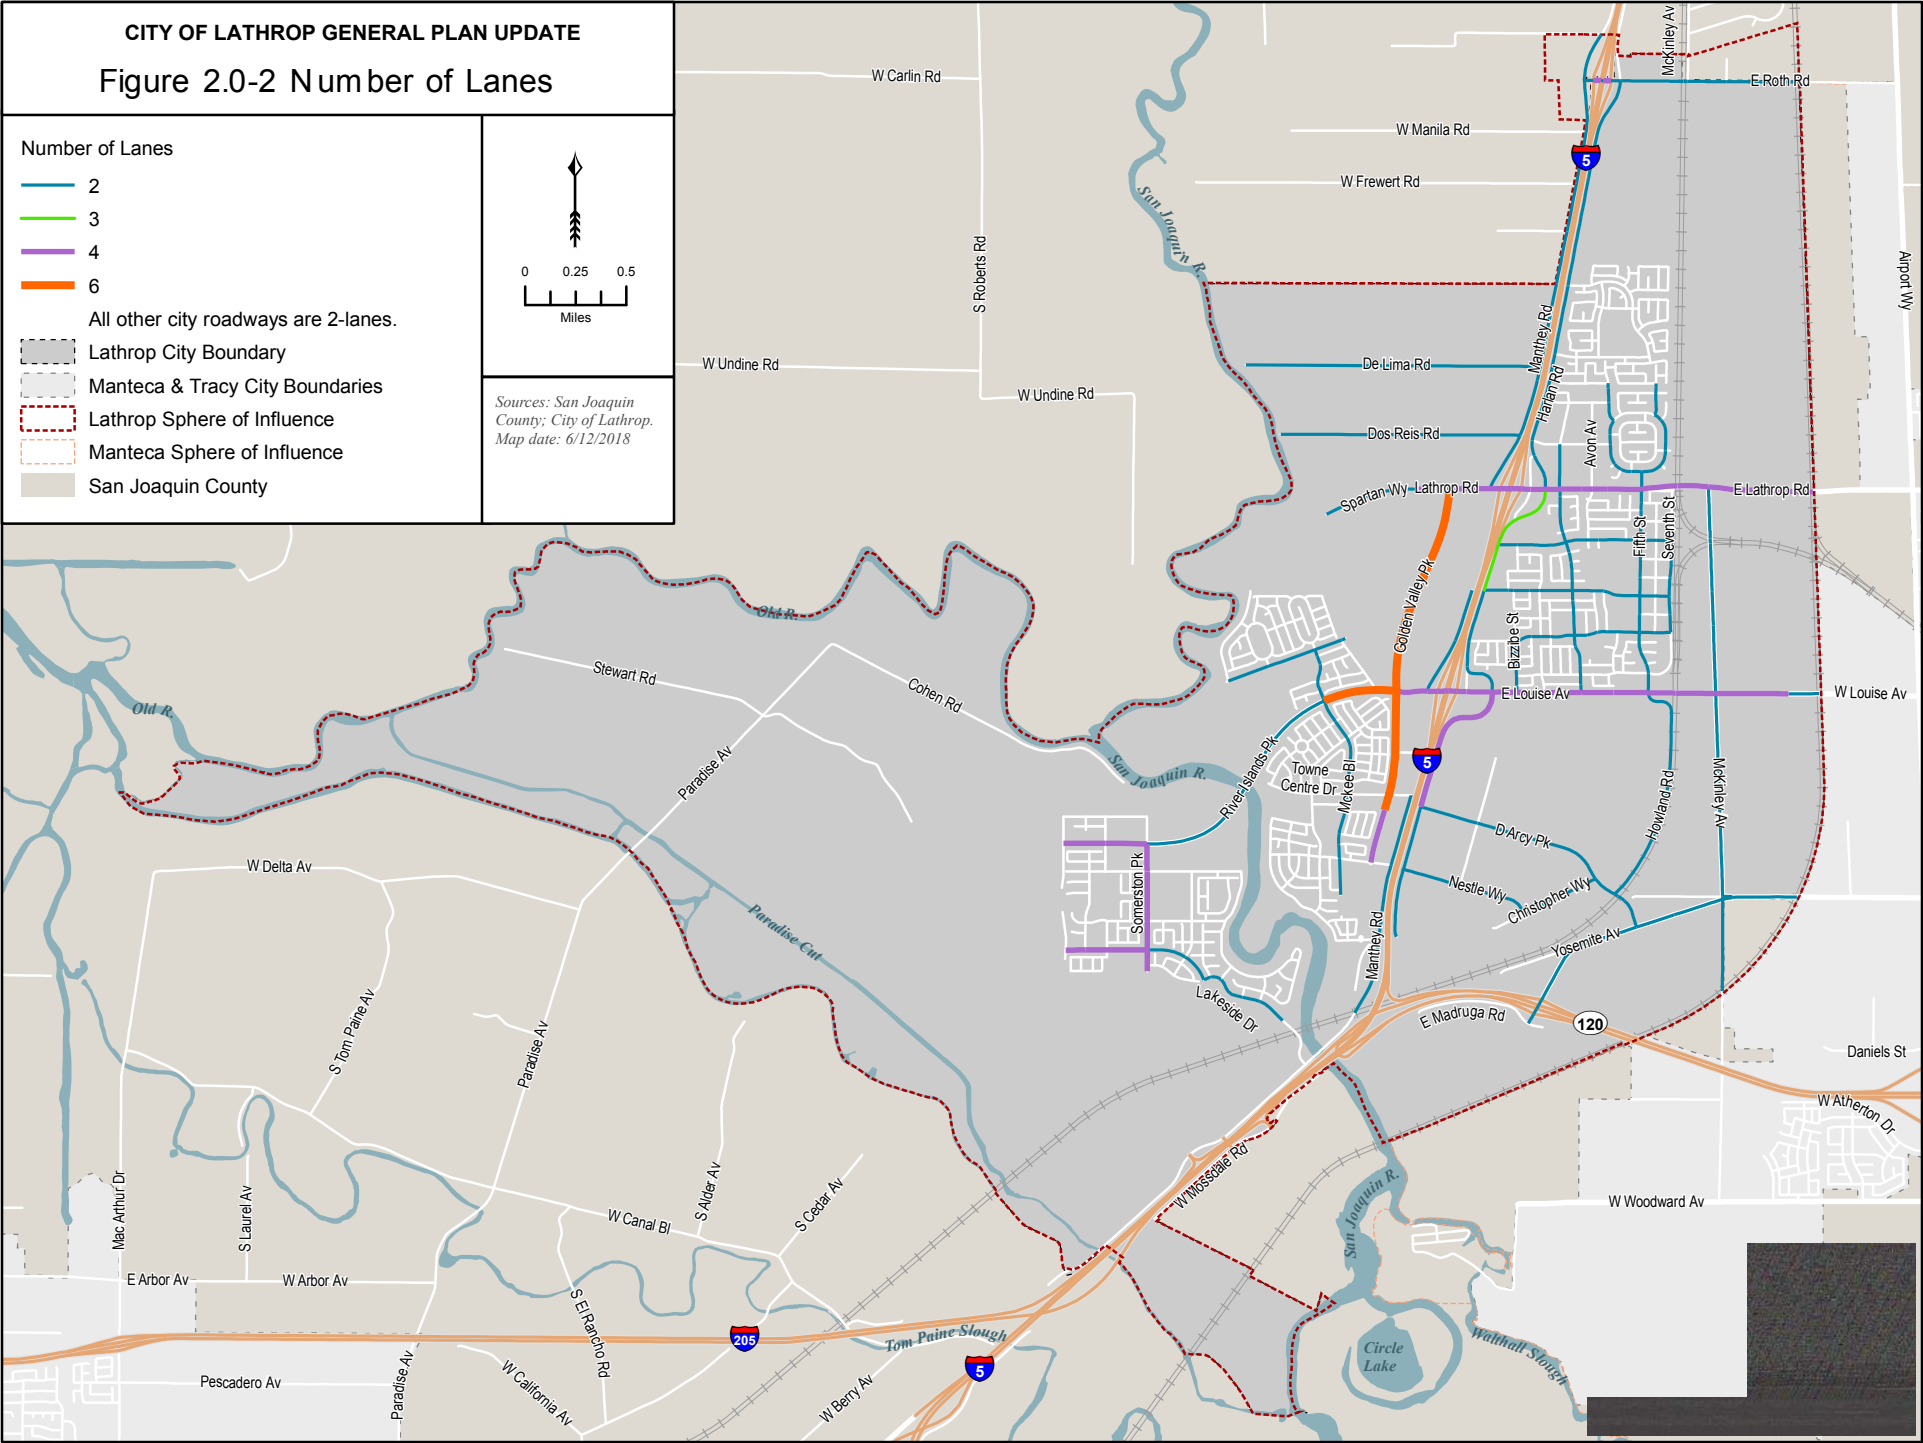 CITY OF LATHROP GENERAL PLAN UPDATE
Figure 2.0-2 Number of Lanes
Number of Lanes
2
3
4
6
All other city roadways are 2-lanes.
Lathrop City Boundary
Manteca & Tracy City Boundaries
Lathrop Sphere of Influence
Manteca Sphere of Influence
San Joaquin County
0 0.25 0.5
Miles
Sources: San Joaquin
County; City of Lathrop.
Map date: 6/12/2018
W Carlin Rd
McKinley Av
E Roth Rd
W Manila Rd
5
W Frewert Rd
San Joaquin R.
S Roberts Rd
Airport Wy
Manthey Rd
W Undine Rd
De Lima Rd
W Undine Rd
Harlan Rd
Dos Reis Rd
Avon Av
Spartan Wy
Lathrop Rd
E Lathrop Rd
Fifth St
Seventh St
Golden Valley Pk
Old R.
Bizzibe St
Stewart Rd
Cohen Rd
E Louise Av
W Louise Av
Old R.
Paradise Av
San Joaquin R.
River Islands Pk
Towne
Centre Dr
Mckee Bl
5
Howland Rd
McKinley Av
D Arcy Pk
W Delta Av
Somerston Pk
Nestle Wy
Christopher Wy
Paradise Cut
Manthey Rd
Yosemite Av
S Tom Paine Av
Lakeside Dr
E Madruga Rd
120
Paradise Av
Daniels St
W Atherton Dr
W Mossdale Rd
Mac Arthur Dr
S Laurel Av
S Alder Av
S Cedar Av
San Joaquin R.
W Woodward Av
W Canal Bl
E Arbor Av
W Arbor Av
S El Rancho Rd
205
Tom Paine Slough
Circle
Lake
Walthall Slough
5
Pescadero Av
Paradise Av
W California Av
W Berry Av